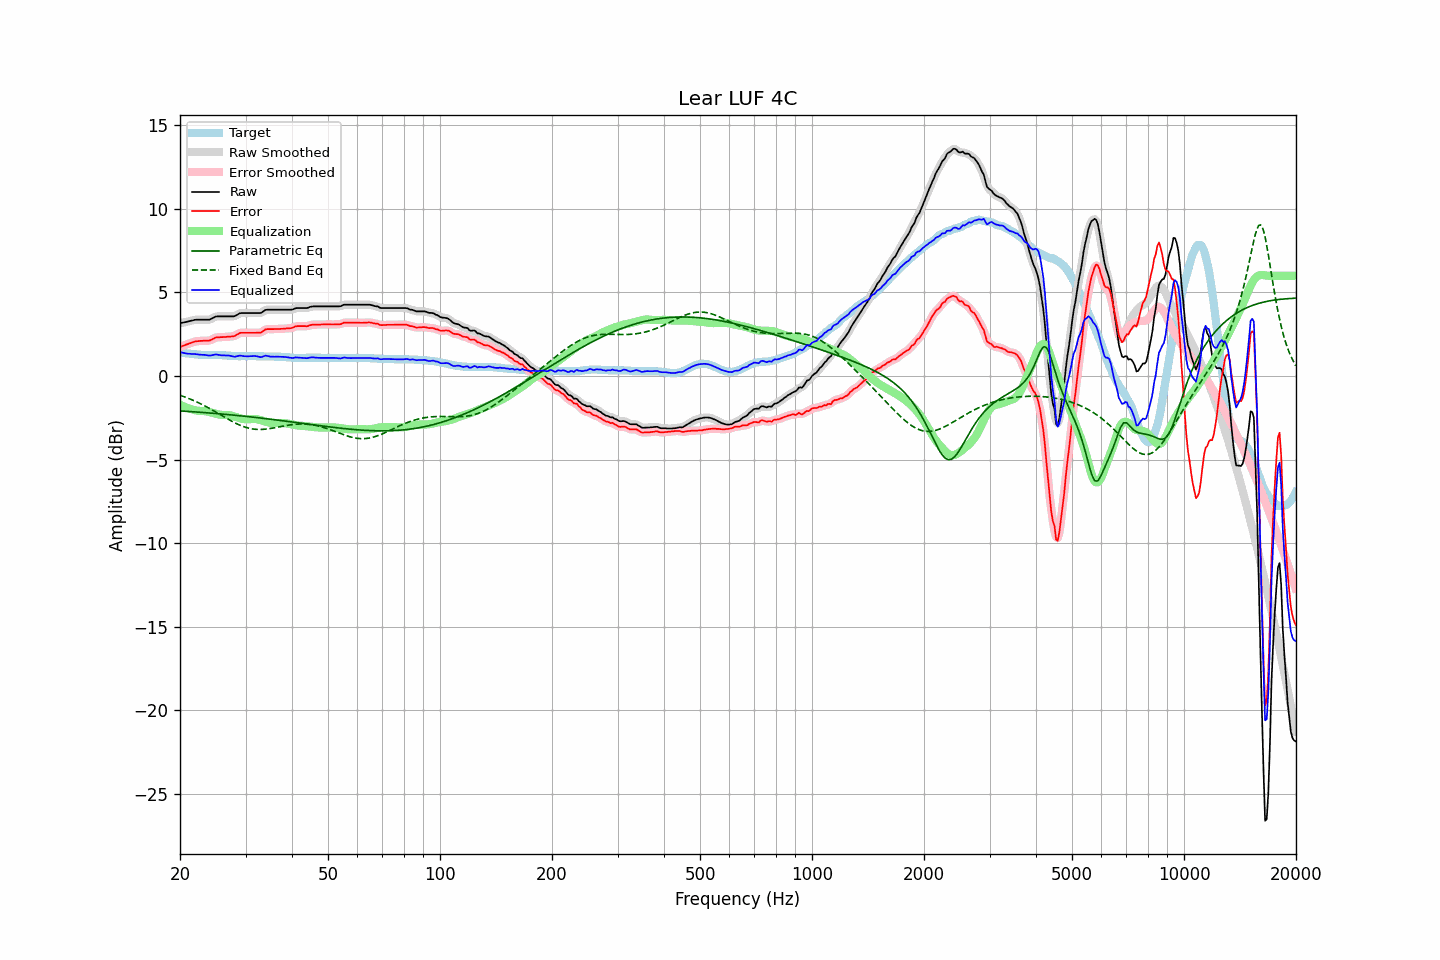 Lear LUF 4C
Target
Raw Smoothed
Error Smoothed
Raw
Error
Equalization
Parametric Eq
Fixed Band Eq
Equalized
Amplitude (dBr)
15
10
5
0
−5
−10
−15
−20
−25
20 50 100 200 500 1000 2000 5000 10000 20000
Frequency (Hz)